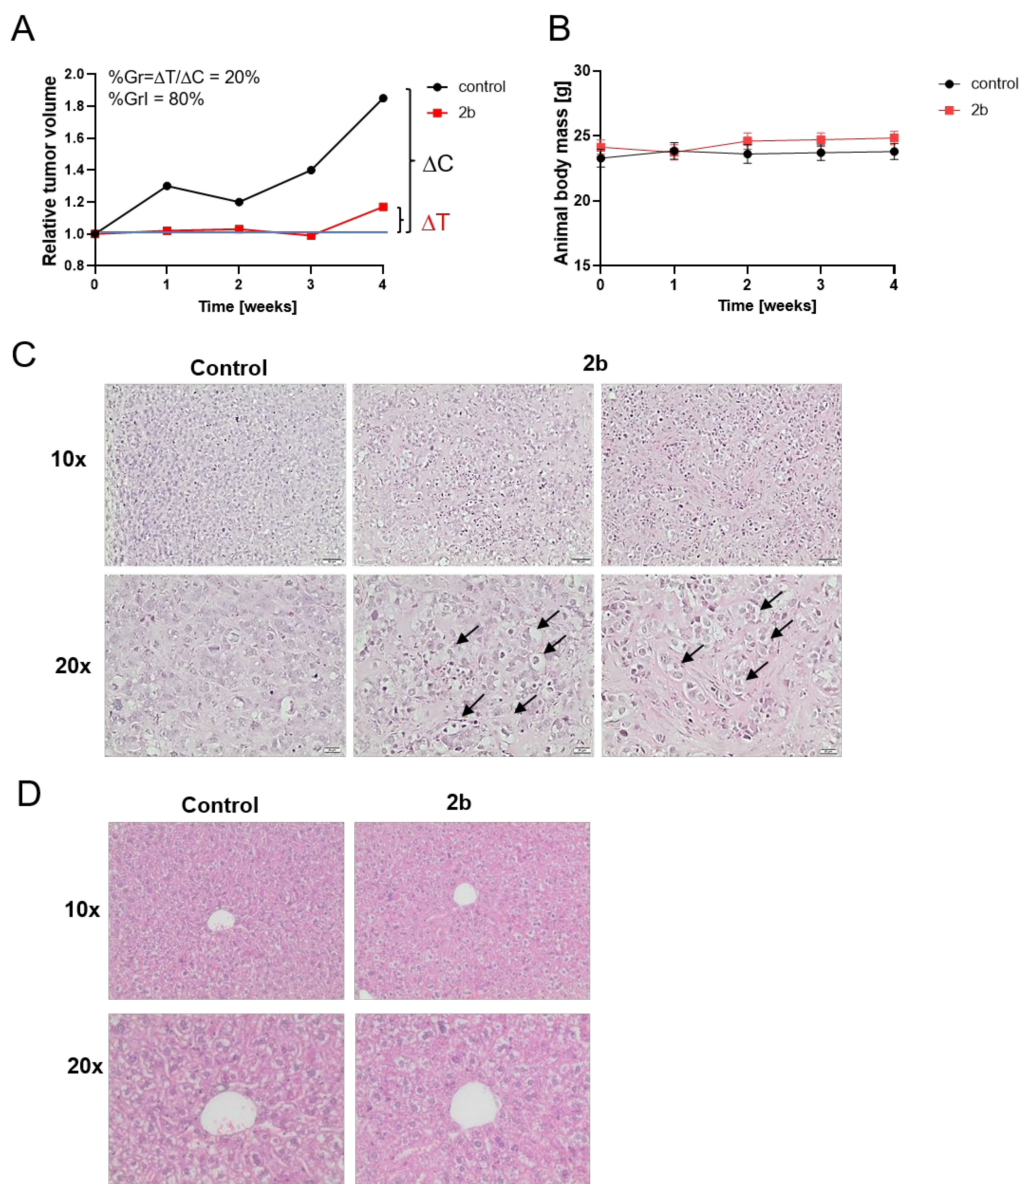 A
%Gr=ΔT/ΔC = 20%
%GrI = 80%
Relative tumor volume
2.0
1.8
1.6
1.4
1.2
1.0
0.8
0
1
2
3
4
Time [weeks]
control
2b
ΔC
ΔT
B
Animal body mass [g]
30
25
20
15
0
1
2
3
4
Time [weeks]
control
2b
C
Control
2b
10x
20x
D
Control
2b
10x
20x